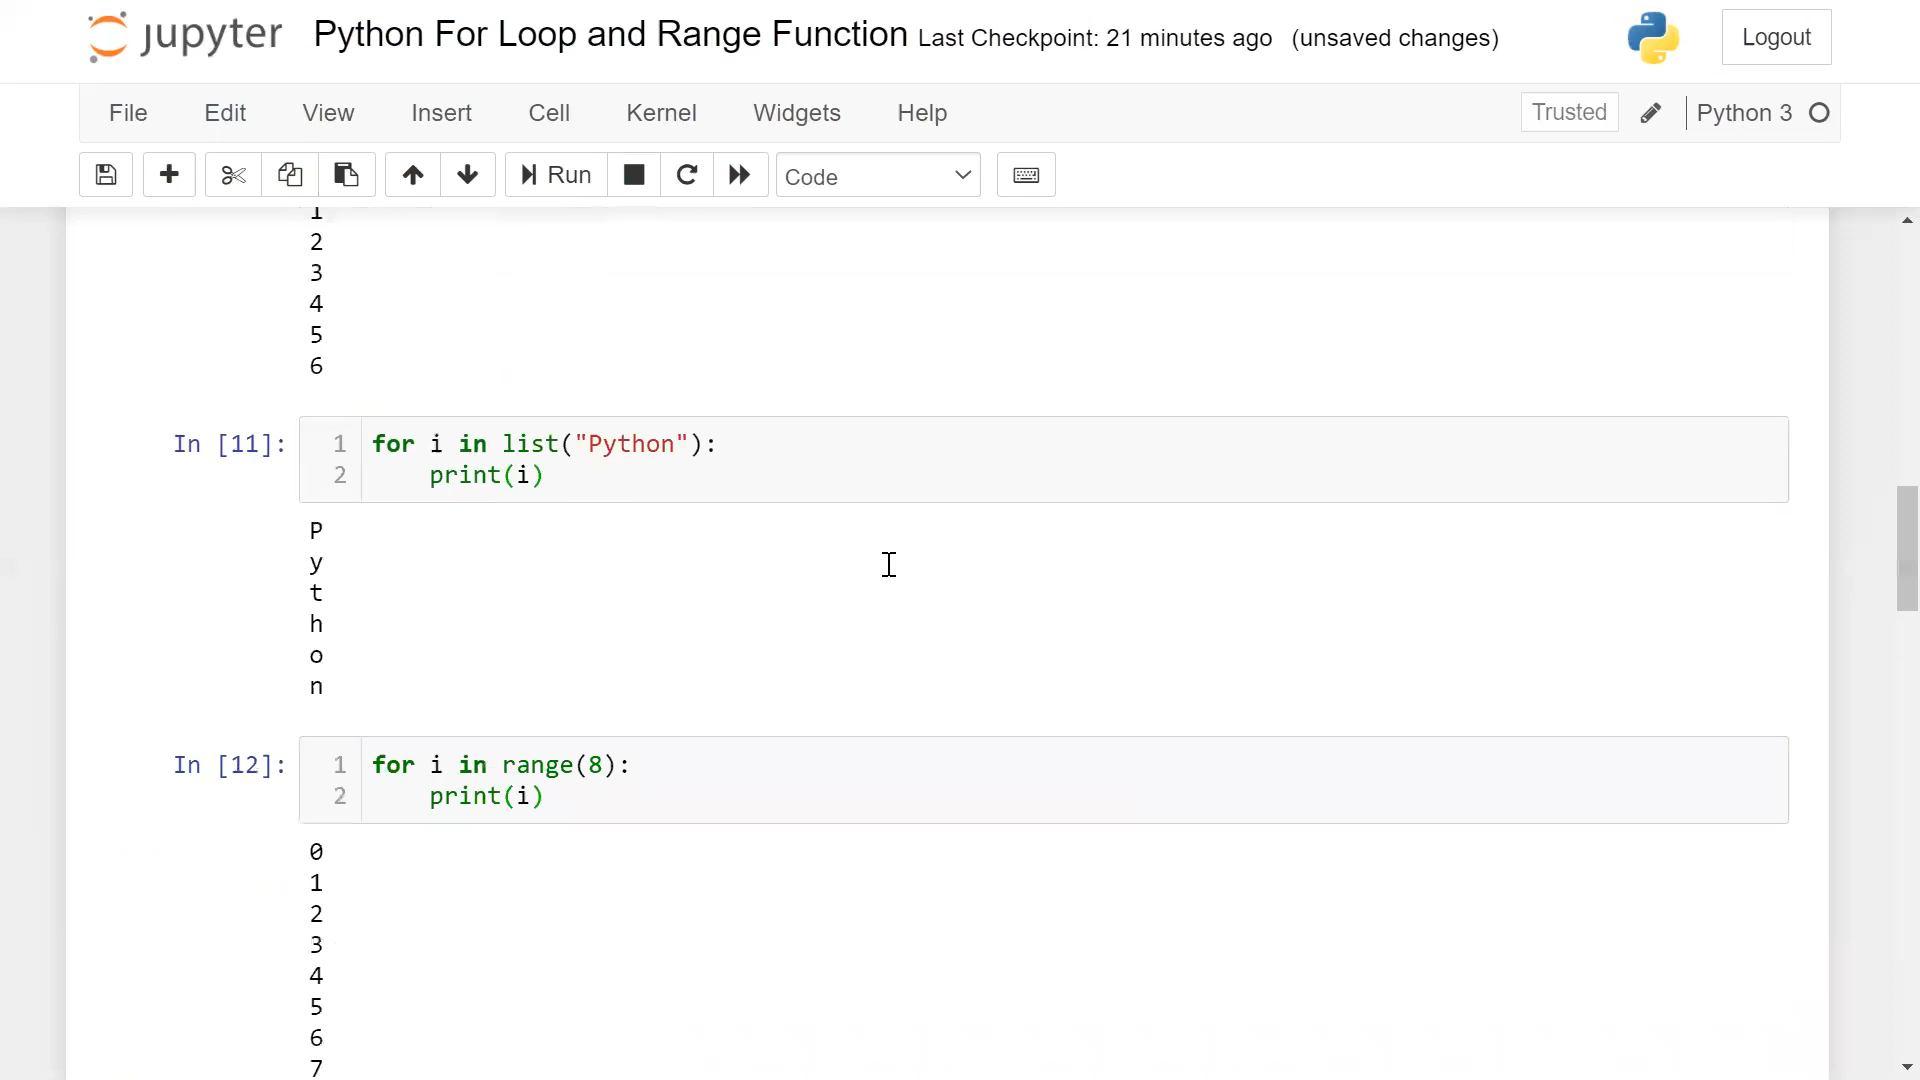 jupyter Python For Loop and Range Function Last Checkpoint: 21 minutes ago (unsaved changes) Logout
File Edit View Insert Cell Kernel Widgets Help Trusted Python 3
Run Code
1
2
3
4
5
6
In [11]: 1 for i in list("Python"):
2 print(i)
P
y
t
h
o
n
In [12]: 1 for i in range(8):
2 print(i)
0
1
2
3
4
5
6
7